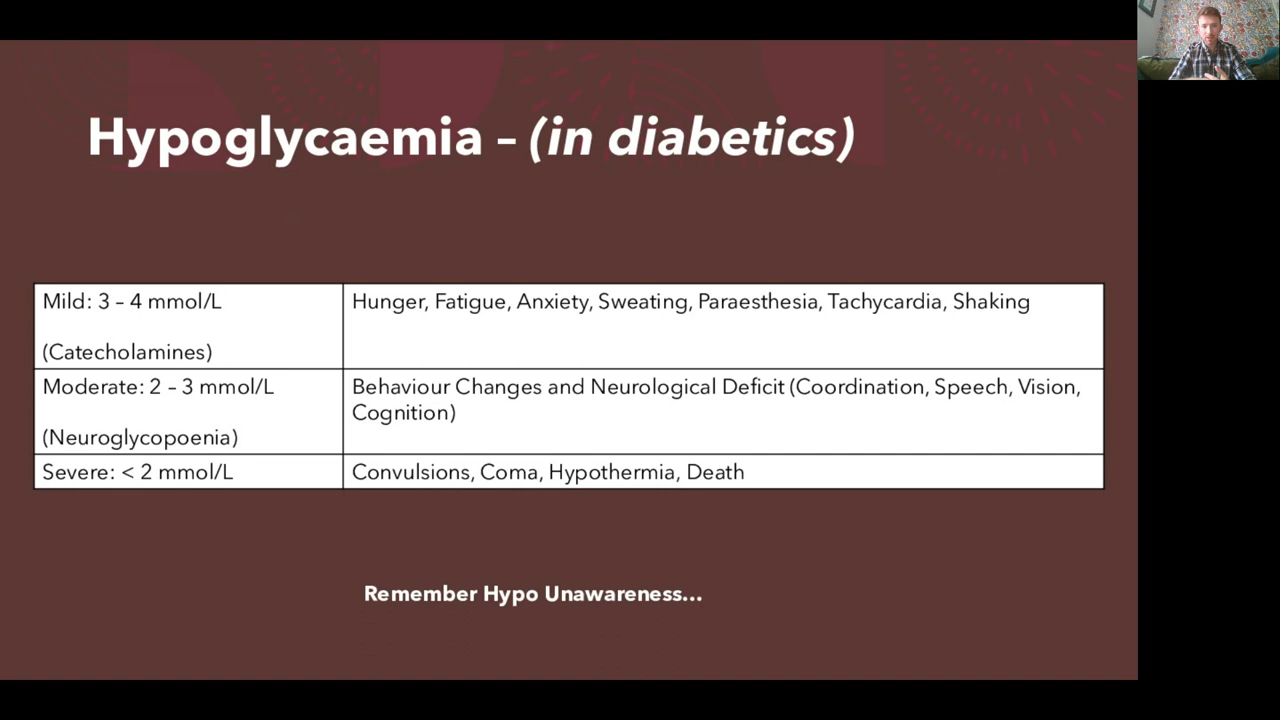 Hypoglycaemia – (in diabetics)
Mild: 3 – 4 mmol/L
(Catecholamines)
Hunger, Fatigue, Anxiety, Sweating, Paraesthesia, Tachycardia, Shaking
Moderate: 2 – 3 mmol/L
(Neuroglycopoenia)
Behaviour Changes and Neurological Deficit (Coordination, Speech, Vision,
Cognition)
Severe: < 2 mmol/L
Convulsions, Coma, Hypothermia, Death
Remember Hypo Unawareness...